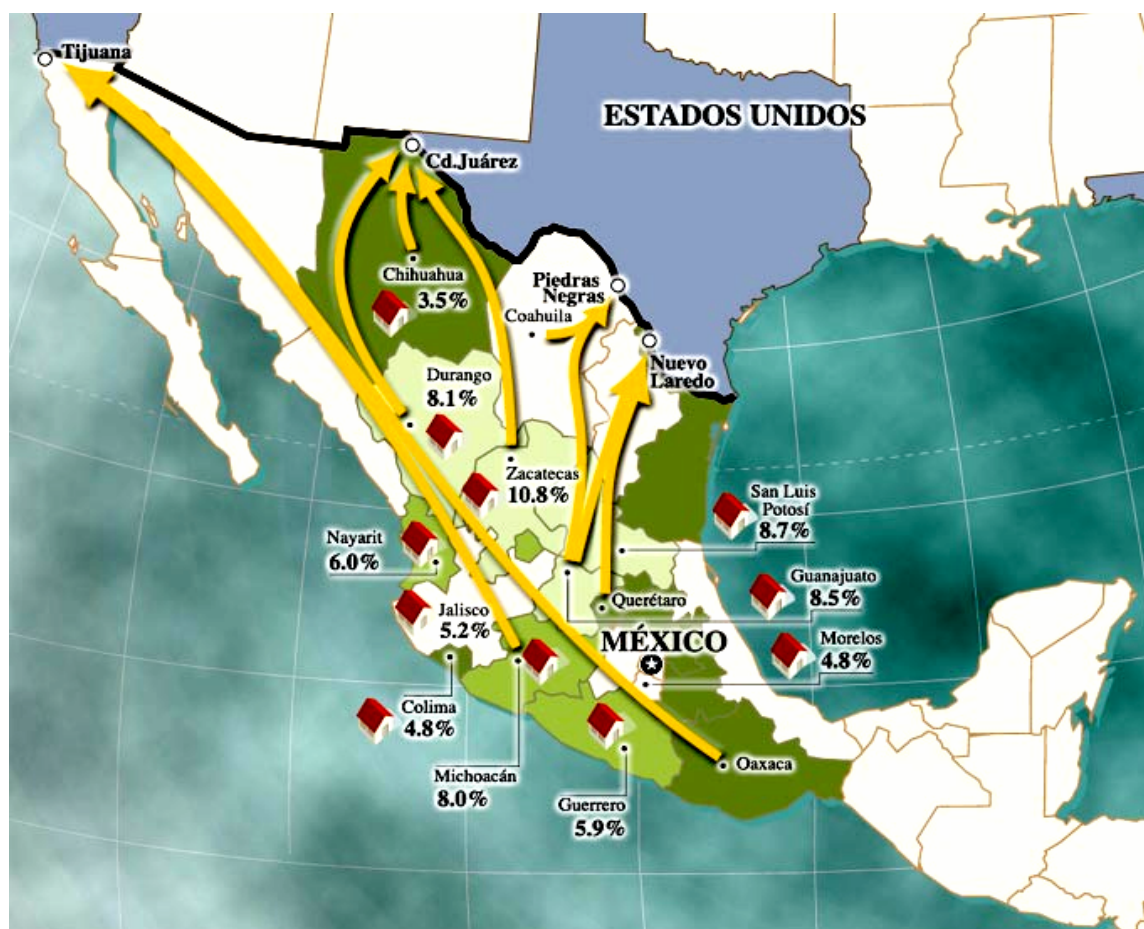 Tijuana
ESTADOS UNIDOS
Cd.Juárez
Chihuahua
3.5%
Piedras
Negras
Coahuila
Nuevo
Laredo
Durango
8.1%
Zacatecas
10.8%
San Luis
Potosí
8.7%
Nayarit
6.0%
Guanajuato
8.5%
Jalisco
5.2%
Querétaro
MÉXICO
Morelos
4.8%
Colima
4.8%
Michoacán
8.0%
Oaxaca
Guerrero
5.9%